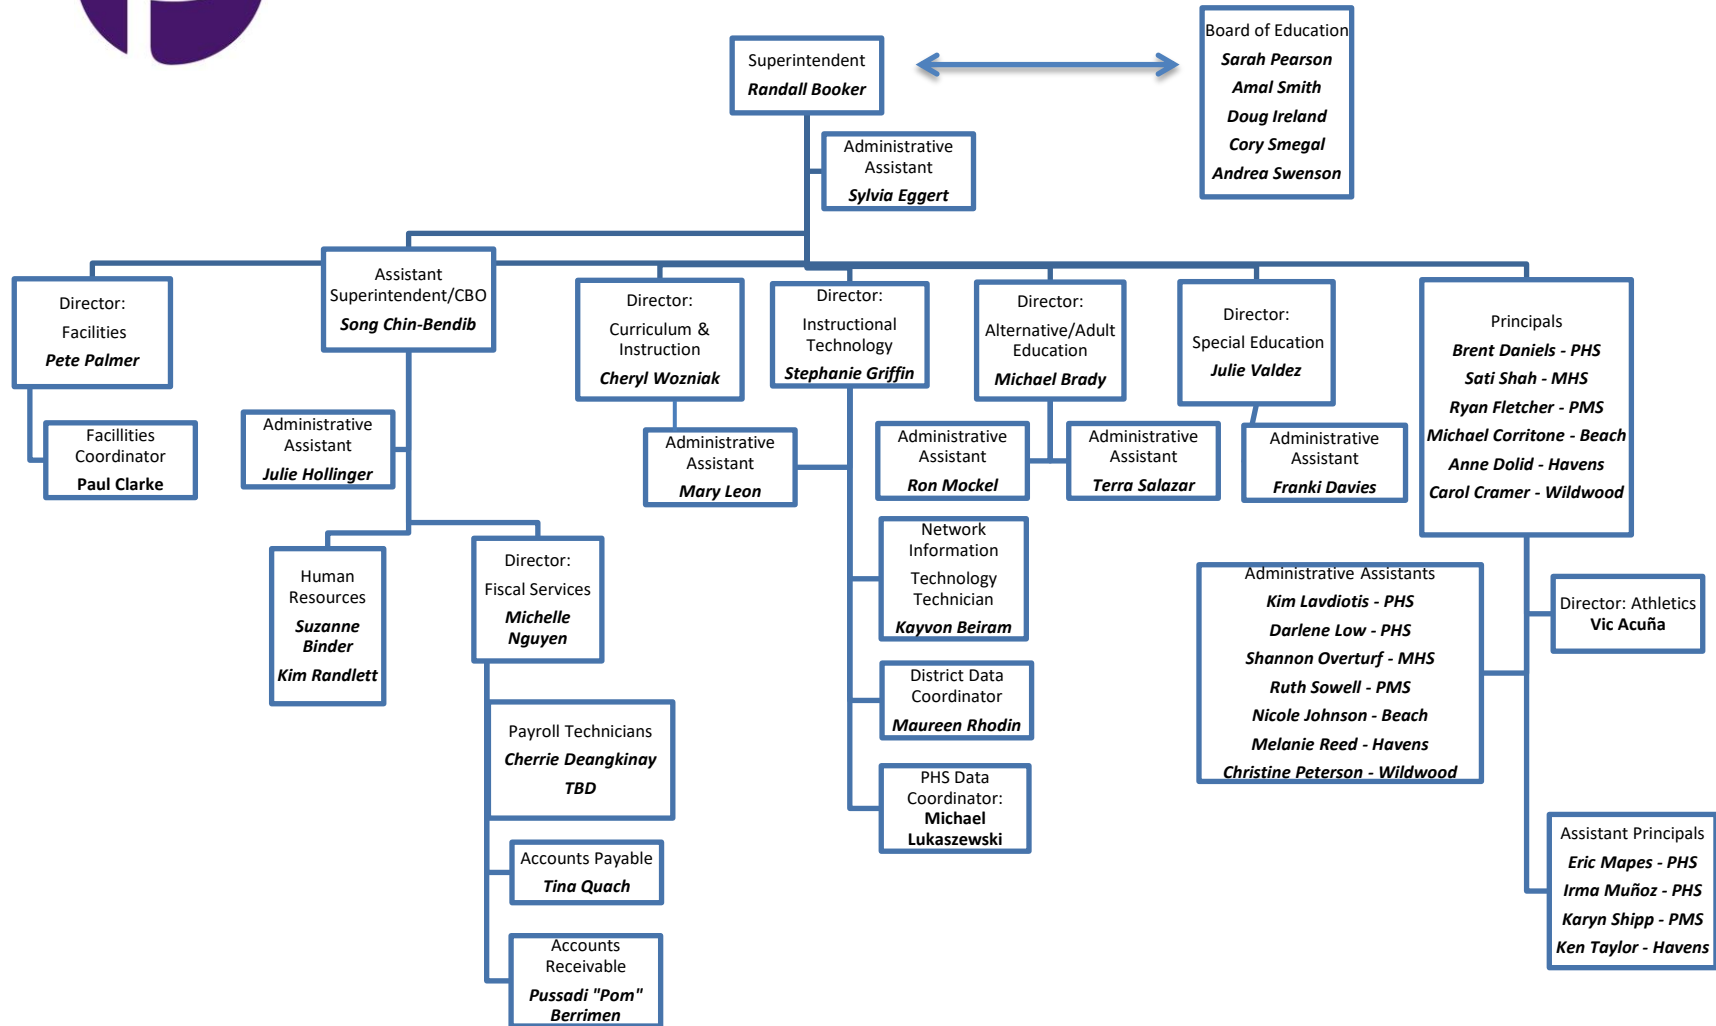 Superintendent
Randall Booker
Board of Education
Sarah Pearson
Amal Smith
Doug Ireland
Cory Smegal
Andrea Swenson
Administrative
Assistant
Sylvia Eggert
Director:
Facilities
Pete Palmer
Facillities
Coordinator
Paul Clarke
Assistant
Superintendent/CBO
Song Chin-Bendib
Administrative
Assistant
Julie Hollinger
Human
Resources
Suzanne
Binder
Kim Randlett
Director:
Fiscal Services
Michelle
Nguyen
Payroll Technicians
Cherrie Deangkinay
TBD
Accounts Payable
Tina Quach
Accounts
Receivable
Pussadi "Pom"
Berrimen
Director:
Curriculum &
Instruction
Cheryl Wozniak
Administrative
Assistant
Mary Leon
Director:
Instructional
Technology
Stephanie Griffin
Network
Information
Technology
Technician
Kayvon Beiram
District Data
Coordinator
Maureen Rhodin
PHS Data
Coordinator:
Michael
Lukaszewski
Director:
Alternative/Adult
Education
Michael Brady
Administrative
Assistant
Ron Mockel
Administrative
Assistant
Terra Salazar
Director:
Special Education
Julie Valdez
Administrative
Assistant
Franki Davies
Principals
Brent Daniels - PHS
Sati Shah - MHS
Ryan Fletcher - PMS
Michael Corritone - Beach
Anne Dolid - Havens
Carol Cramer - Wildwood
Administrative Assistants
Kim Lavdiotis - PHS
Darlene Low - PHS
Shannon Overturf - MHS
Ruth Sowell - PMS
Nicole Johnson - Beach
Melanie Reed - Havens
Christine Peterson - Wildwood
Director: Athletics
Vic Acuña
Assistant Principals
Eric Mapes - PHS
Irma Muñoz - PHS
Karyn Shipp - PMS
Ken Taylor - Havens